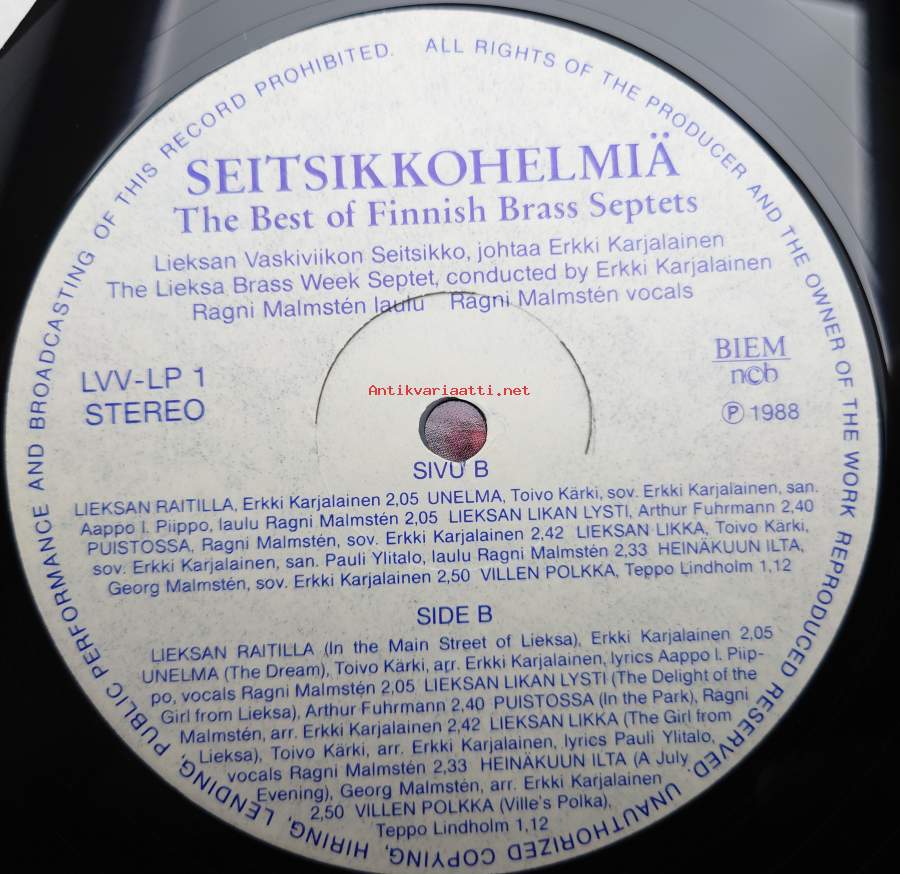 ALL RIGHTS OF THE PRODUCER AND THE OWNER OF THE WORK REPRODUCED RESERVED. UNAUTHORIZED COPYING, HIRING, LENDING, PUBLIC PERFORMANCE AND BROADCASTING OF THIS RECORD PROHIBITED.
SEITSIKKOHELMIÄ
The Best of Finnish Brass Septets
Lieksan Vaskiviikon Seitsikko, johtaa Erkki Karjalainen
The Lieksa Brass Week Septet, conducted by Erkki Karjalainen
Ragni Malmstén laulu Ragni Malmstén vocals
LVV-LP 1
STEREO
BIEM
ncb
Ⓟ 1988
Antikvariaatti.net
SIVU B
LIEKSAN RAITILLA, Erkki Karjalainen 2,05 UNELMA, Toivo Kärki, sov. Erkki Karjalainen, san.
Aappo I. Piippo, laulu Ragni Malmstén 2,05 LIEKSAN LIKAN LYSTI, Arthur Fuhrmann 2,40
PUISTOSSA, Ragni Malmstén, sov. Erkki Karjalainen 2,42 LIEKSAN LIKKA, Toivo Kärki,
sov. Erkki Karjalainen, san. Pauli Ylitalo, laulu Ragni Malmstén 2,33 HEINÄKUUN ILTA,
Georg Malmstén, sov. Erkki Karjalainen 2,50 VILLEN POLKKA, Teppo Lindholm 1,12
SIDE B
LIEKSAN RAITILLA (In the Main Street of Lieksa), Erkki Karjalainen 2,05
UNELMA (The Dream), Toivo Kärki, arr. Erkki Karjalainen, lyrics Aappo I. Piip-
po, vocals Ragni Malmstén 2,05 LIEKSAN LIKAN LYSTI (The Delight of the
Girl from Lieksa), Arthur Fuhrmann 2,40 PUISTOSSA (In the Park), Ragni
Malmstén, arr. Erkki Karjalainen 2,42 LIEKSAN LIKKA (The Girl from
Lieksa), Toivo Kärki, arr. Erkki Karjalainen, lyrics Pauli Ylitalo,
vocals Ragni Malmstén 2,33 HEINÄKUUN ILTA (A July
Evening), Georg Malmstén, arr. Erkki Karjalainen
2,50 VILLEN POLKKA (Ville's Polka),
Teppo Lindholm 1,12